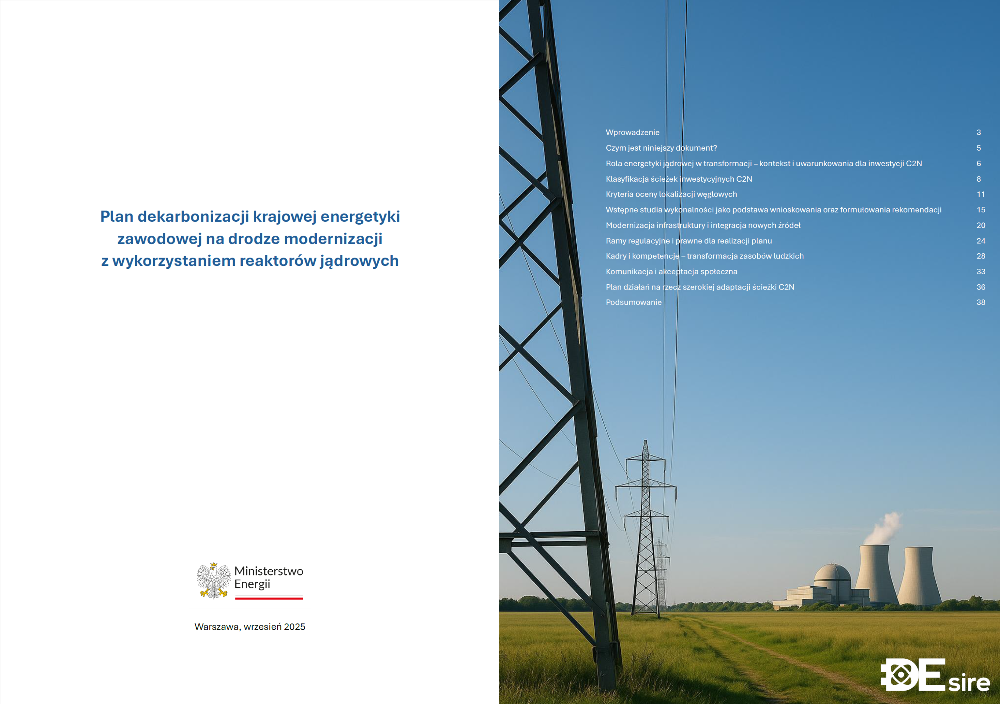 Plan dekarbonizacji krajowej energetyki
zawodowej na drodze modernizacji
z wykorzystaniem reaktorów jądrowych
Ministerstwo
Energii
Warszawa, wrzesień 2025
Wprowadzenie 3
Czym jest niniejszy dokument? 5
Rola energetyki jądrowej w transformacji – kontekst i uwarunkowania dla inwestycji C2N 6
Klasyfikacja ścieżek inwestycyjnych C2N 8
Kryteria oceny lokalizacji węglowych 11
Wstępne studia wykonalności jako podstawa wnioskowania oraz formułowania rekomendacji 15
Modernizacja infrastruktury i integracja nowych źródeł 20
Ramy regulacyjne i prawne dla realizacji planu 24
Kadry i kompetencje – transformacja zasobów ludzkich 28
Komunikacja i akceptacja społeczna 33
Plan działań na rzecz szerokiej adaptacji ścieżki C2N 36
Podsumowanie 38
DEsire